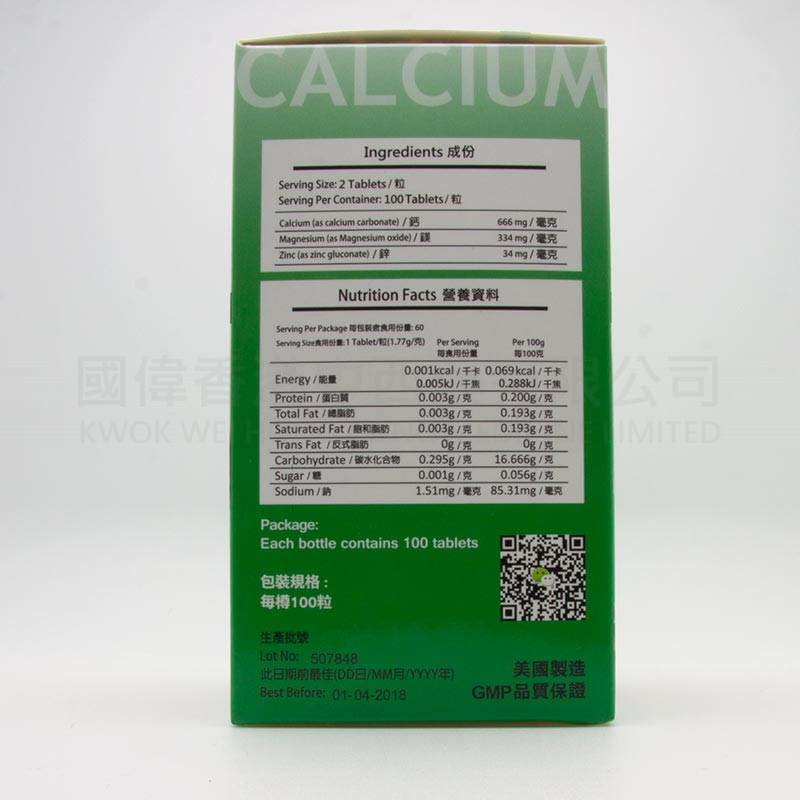 CALCIUM
Ingredients 成份
Serving Size: 2 Tablets / 粒
Serving Per Container: 100 Tablets / 粒
Calcium (as calcium carbonate) / 鈣 666 mg / 毫克
Magnesium (as Magnesium oxide) / 鎂 334 mg / 毫克
Zinc (as zinc gluconate) / 鋅 34 mg / 毫克
Nutrition Facts 營養資料
Serving Per Package 每包裝食用份量: 60
Serving Size食用份量: 1 Tablet/粒(1.77g/克) Per Serving Per 100g
每食用份量 每100克
Energy / 能量 0.001kcal / 千卡 0.069kcal / 千卡
0.005kJ / 千焦 0.288kJ / 千焦
Protein / 蛋白質 0.003g / 克 0.200g / 克
Total Fat / 總脂肪 0.003g / 克 0.193g / 克
Saturated Fat / 飽和脂肪 0.003g / 克 0.193g / 克
Trans Fat / 反式脂肪 0g / 克 0g / 克
Carbohydrate / 碳水化合物 0.295g / 克 16.666g / 克
Sugar / 糖 0.001g / 克 0.056g / 克
Sodium / 鈉 1.51mg / 毫克 85.31mg / 毫克
國偉香 限公司
KWOK WE LIMITED
Package:
Each bottle contains 100 tablets
包裝規格 :
每樽100粒
生產批號
Lot No: 507848
此日期前最佳(DD日/MM月/YYYY年)
Best Before: 01-04-2018
美國製造
GMP品質保證